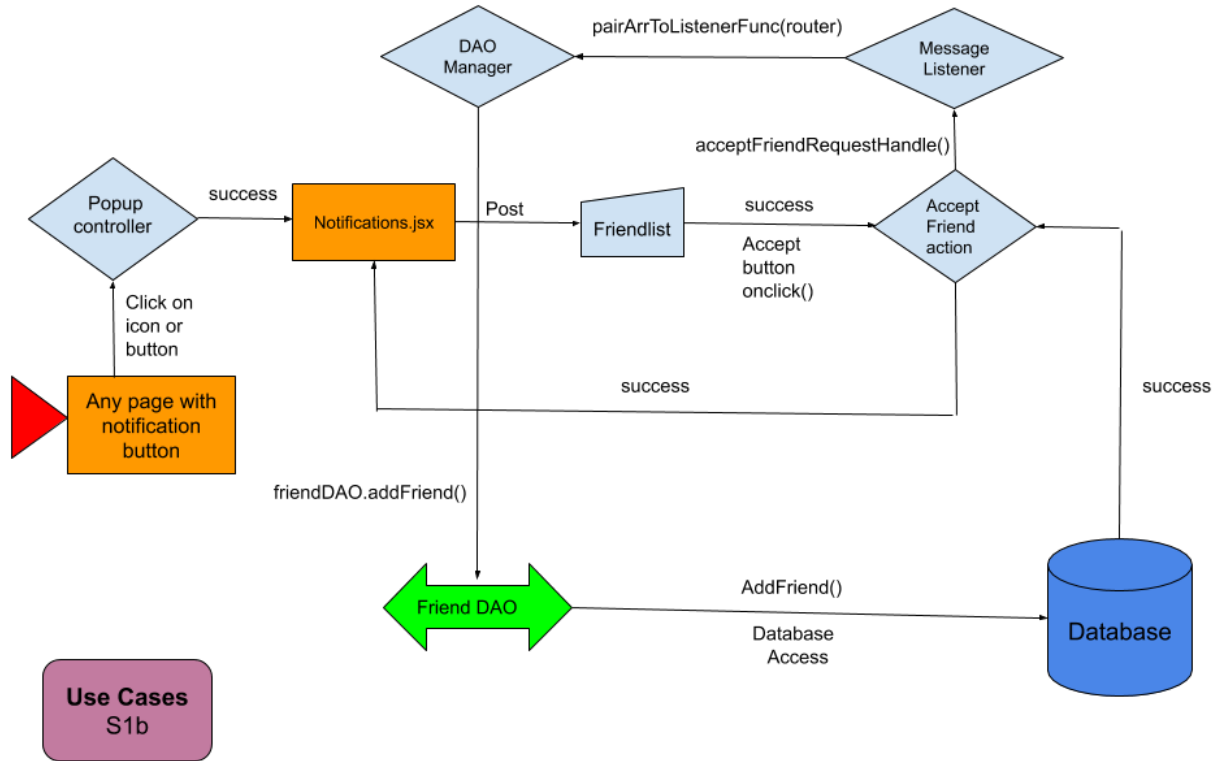 pairArrToListenerFunc(router)
DAO
Manager
Message
Listener
acceptFriendRequestHandle()
Popup
controller
success
Notifications.jsx
Post
Friendlist
success
Accept
button
onclick()
Accept
Friend
action
Click on
icon or
button
success
success
Any page with
notification
button
friendDAO.addFriend()
Friend DAO
AddFriend()
Database
Access
Database
Use Cases
S1b